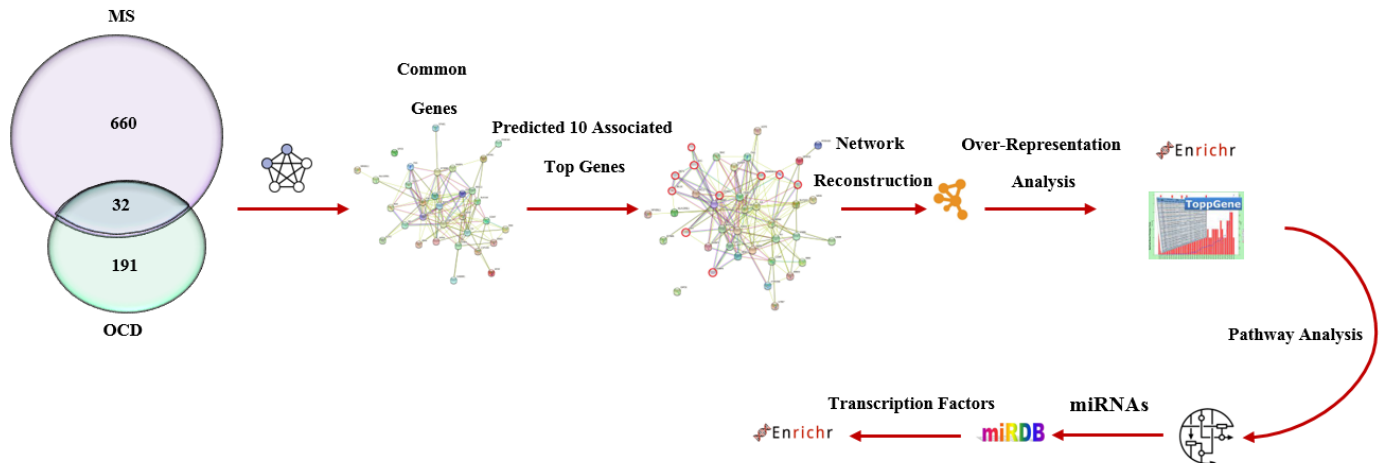 MS
660
32
191
OCD
Common
Genes
Predicted 10 Associated
Top Genes
Network
Reconstruction
Over-Representation
Analysis
Enrichr
ToppGene
Pathway Analysis
miRNAs
miRDB
Transcription Factors
Enrichr